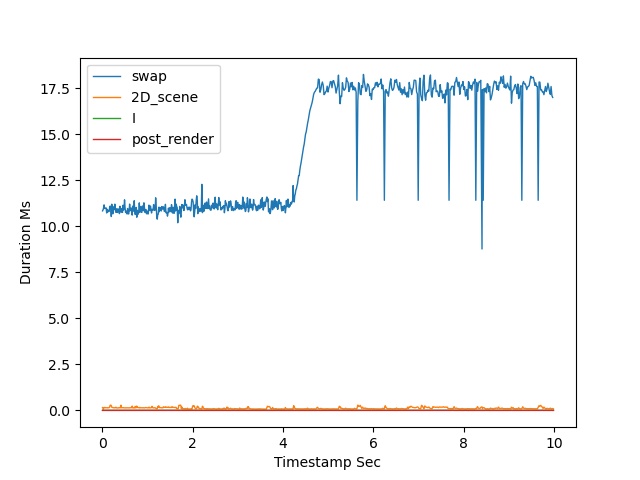 swap
2D_scene
I
post_render
17.5
15.0
12.5
10.0
7.5
5.0
2.5
0.0
Duration Ms
0 2 4 6 8 10
Timestamp Sec